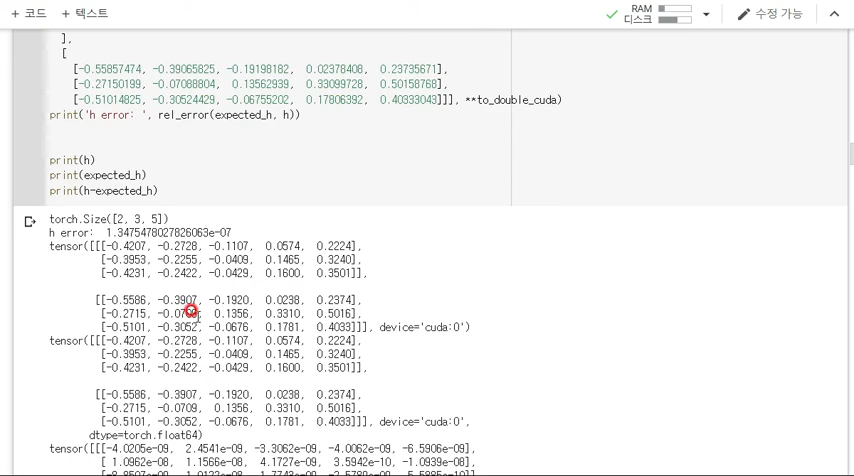 + 코드 + 텍스트 RAM 디스크 수정 가능
],
[
[-0.55857474, -0.39065825, -0.19198182, 0.02378408, 0.23735671],
[-0.27150199, -0.07088804, 0.13562939, 0.33099728, 0.50158768],
[-0.51014825, -0.30524429, -0.06755202, 0.17806392, 0.40333043]]], **to_double_cuda)
print('h error: ', rel_error(expected_h, h))
print(h)
print(expected_h)
print(h-expected_h)
torch.Size([2, 3, 5])
h error: 1.3475478027826063e-07
tensor([[[-0.4207, -0.2728, -0.1107, 0.0574, 0.2224],
[-0.3953, -0.2255, -0.0409, 0.1465, 0.3240],
[-0.4231, -0.2422, -0.0429, 0.1600, 0.3501]],
[[-0.5586, -0.3907, -0.1920, 0.0238, 0.2374],
[-0.2715, 0.1356, 0.3310, 0.5016],
[-0.5101, -0.3052, -0.0676, 0.1781, 0.4033]]], device='cuda:0')
tensor([[[-0.4207, -0.2728, -0.1107, 0.0574, 0.2224],
[-0.3953, -0.2255, -0.0409, 0.1465, 0.3240],
[-0.4231, -0.2422, -0.0429, 0.1600, 0.3501]],
[[-0.5586, -0.3907, -0.1920, 0.0238, 0.2374],
[-0.2715, -0.0709, 0.1356, 0.3310, 0.5016],
[-0.5101, -0.3052, -0.0676, 0.1781, 0.4033]]], device='cuda:0',
dtype=torch.float64)
tensor([[[-4.0205e-09, 2.4541e-09, -3.3062e-09, -4.0062e-09, -6.5906e-09],
[ 1.0962e-08, 1.1566e-08, 4.1727e-09, 3.5942e-10, -1.0939e-08],